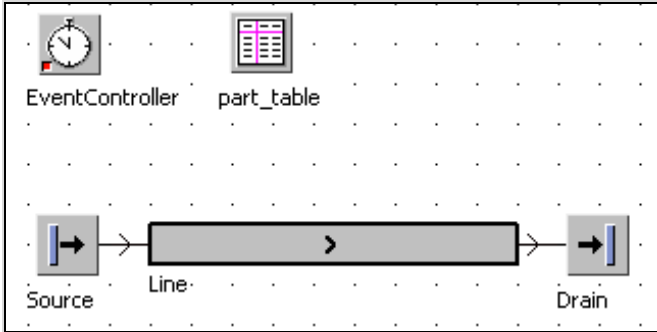 EventController
part_table
Source
Line
Drain